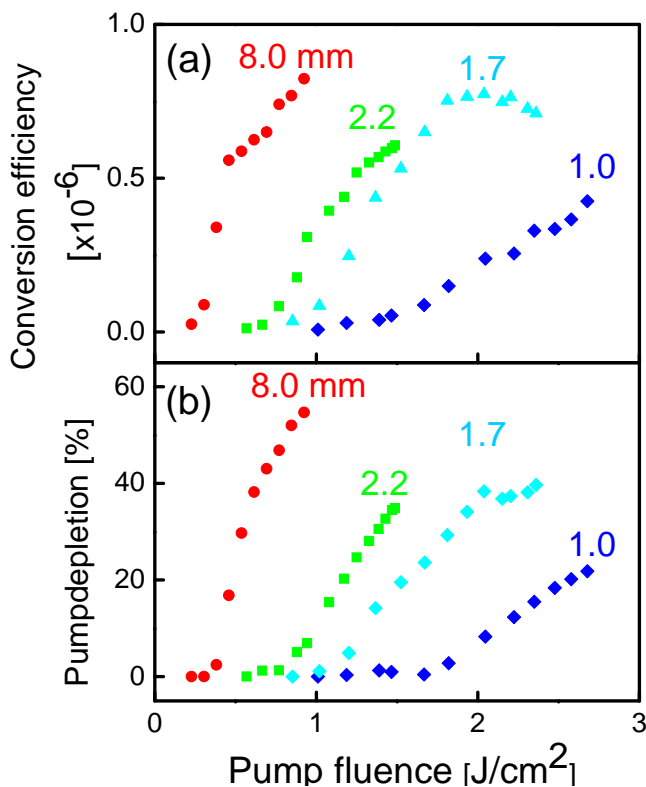 1.0
(a)
8.0 mm
1.7
2.2
0.5
1.0
0.0
Conversion efficiency
[x10-6]
(b)
8.0 mm
60
1.7
2.2
40
1.0
20
0
Pumpdepletion [%]
0 1 2 3
Pump fluence [J/cm2]